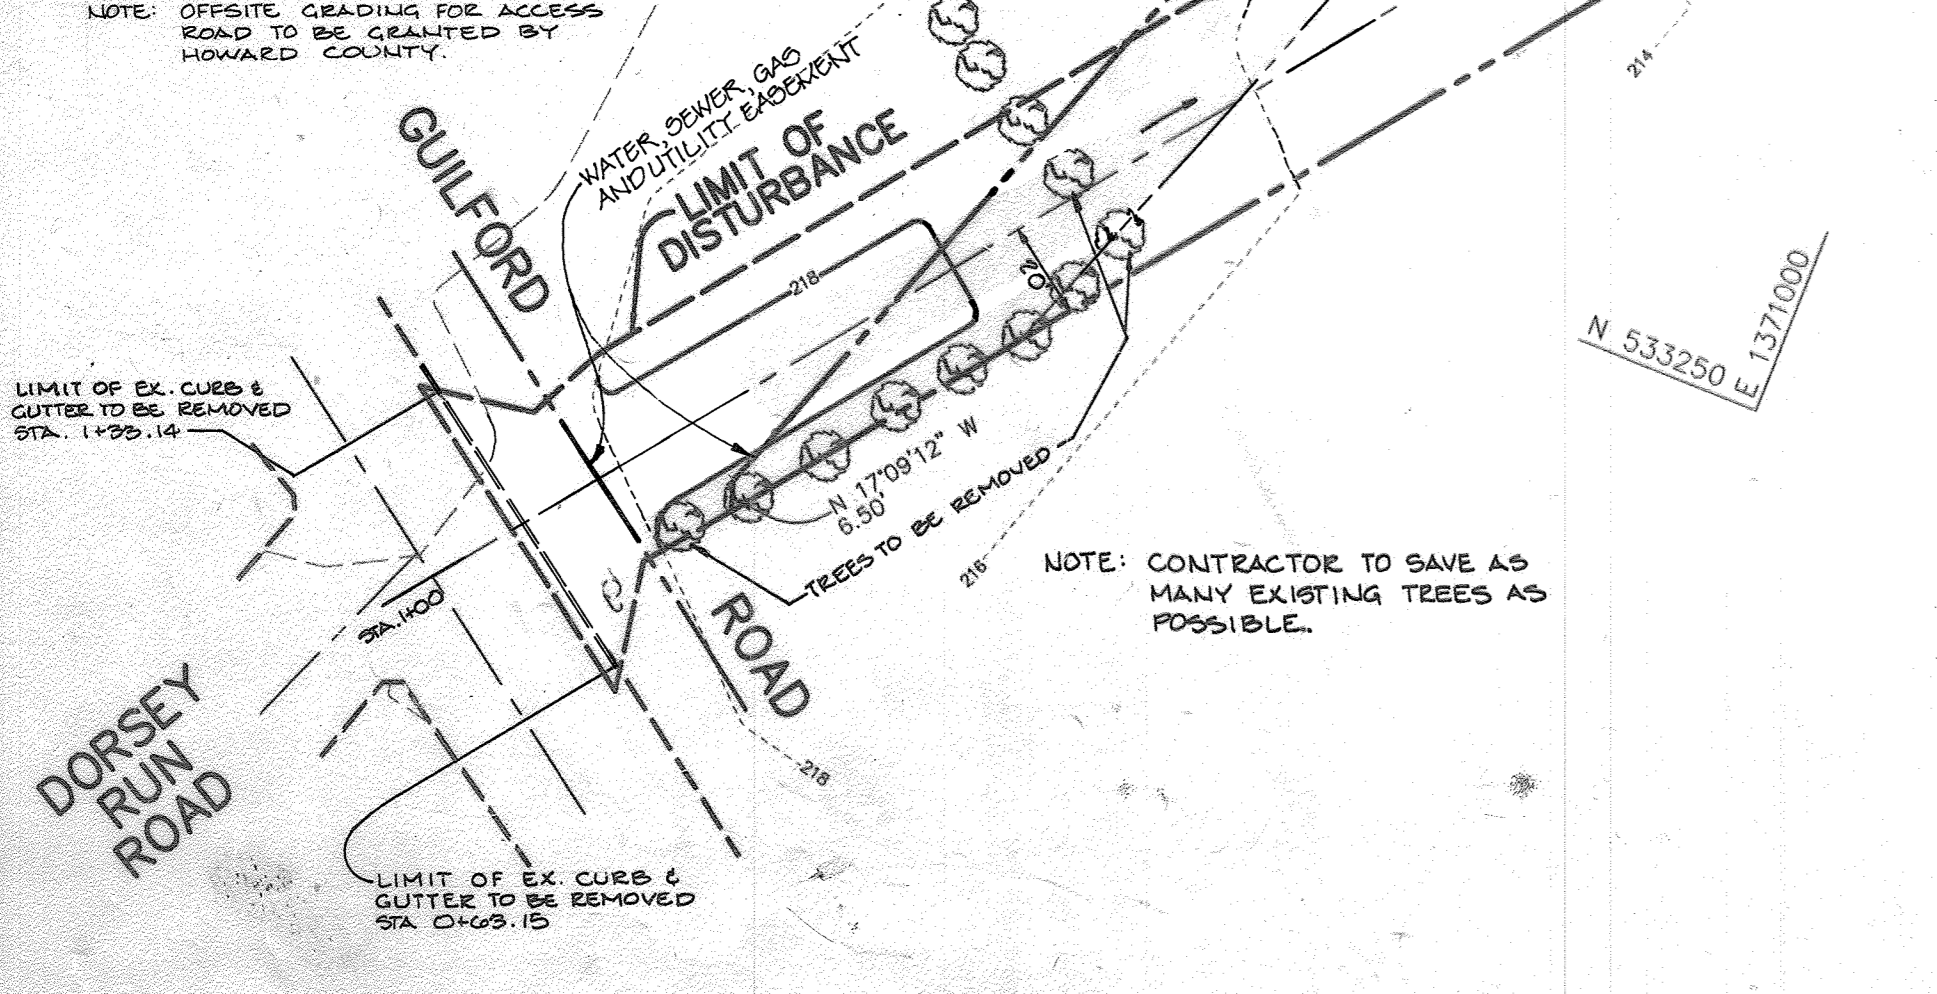 NOTE: OFFSITE GRADING FOR ACCESS
ROAD TO BE GRANTED BY
HOWARD COUNTY.
WATER, SEWER, GAS
AND UTILITY EASEMENT
LIMIT OF
DISTURBANCE
GUILFORD
ROAD
218
214
20
N 533250
E 1371000
LIMIT OF EX. CURB &
GUTTER TO BE REMOVED
STA. 1+33.14
N 17°09'12" W
6.50'
TREES TO BE REMOVED
216
NOTE: CONTRACTOR TO SAVE AS
MANY EXISTING TREES AS
POSSIBLE.
STA. 1+00
DORSEY
RUN
ROAD
218
LIMIT OF EX. CURB &
GUTTER TO BE REMOVED
STA 0+63.15